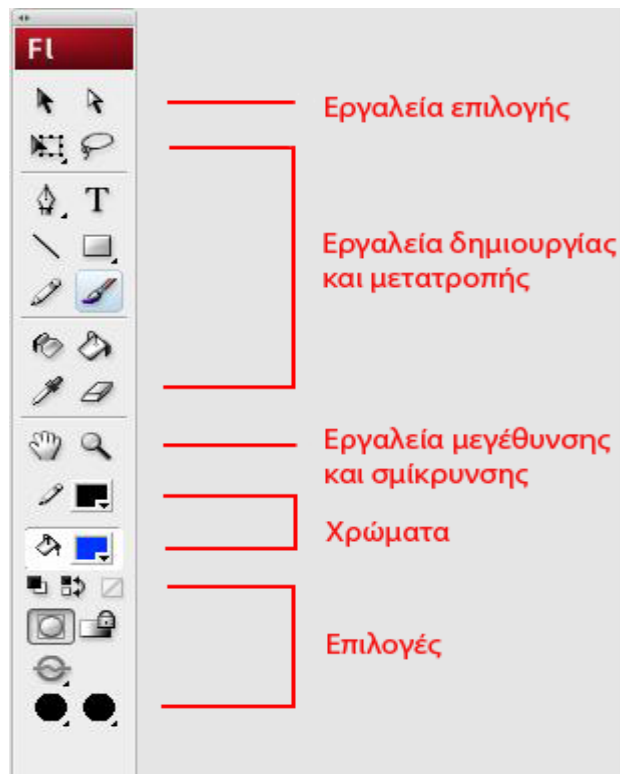 Fl
Εργαλεία επιλογής
T
Εργαλεία δημιουργίας
και μετατροπής
Εργαλεία μεγέθυνσης
και σμίκρυνσης
Χρώματα
Επιλογές